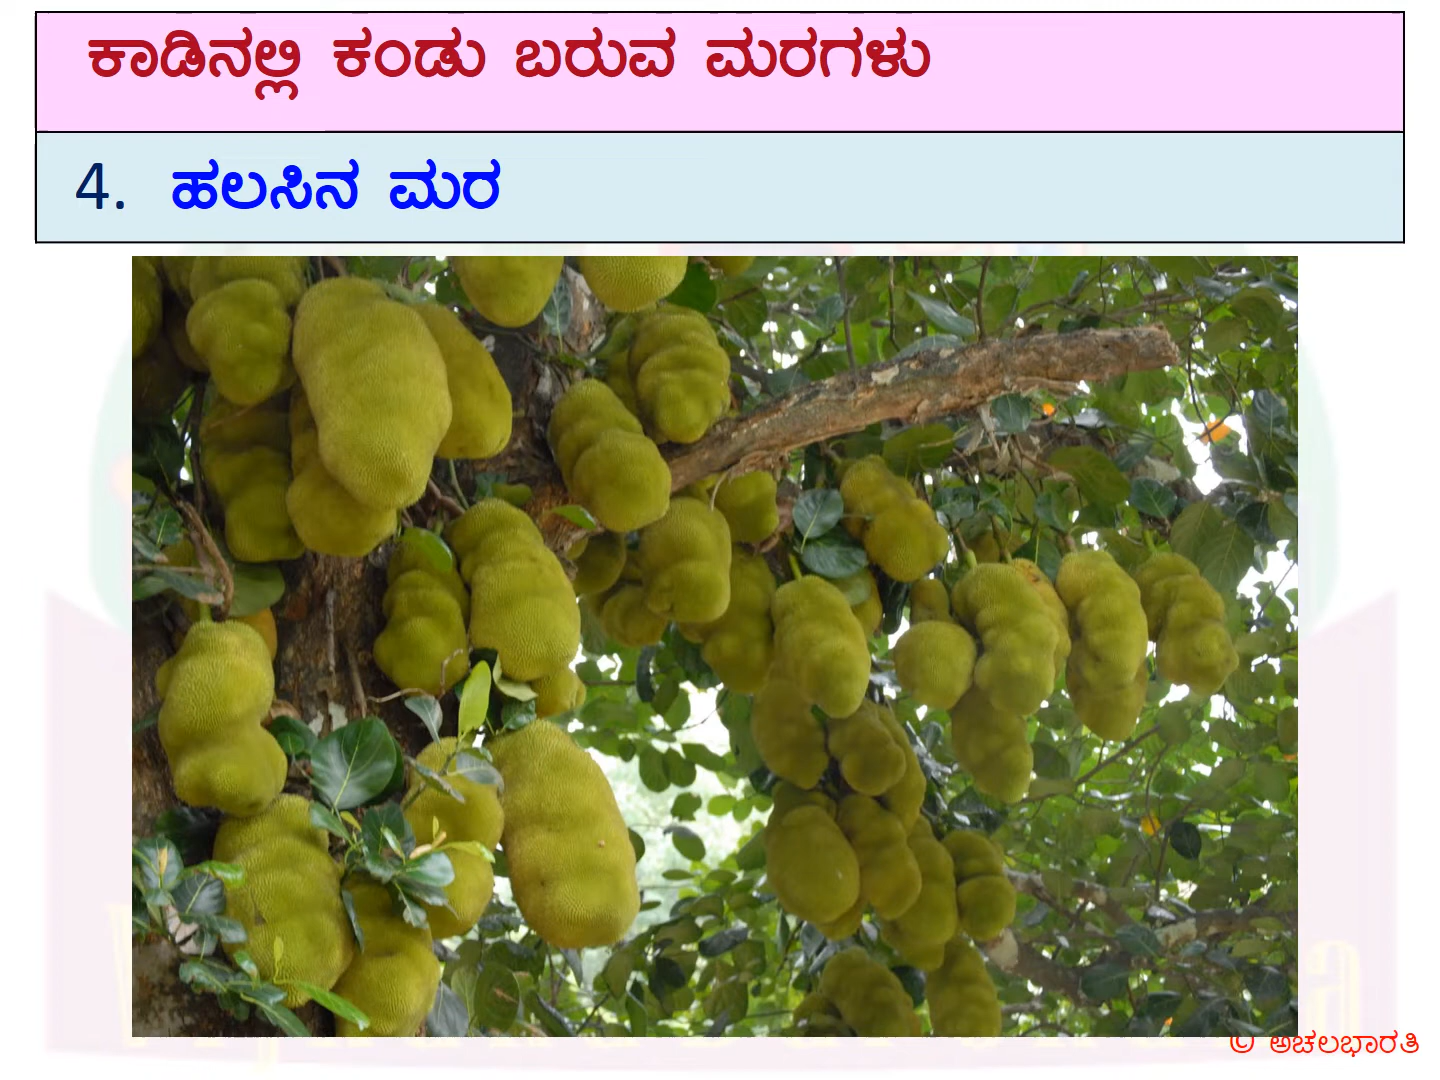 ಕಾಡಿನಲ್ಲಿ ಕಂಡು ಬರುವ ಮರಗಳು
4. ಹಲಸಿನ ಮರ
© ಅಚಲಭಾರತಿ